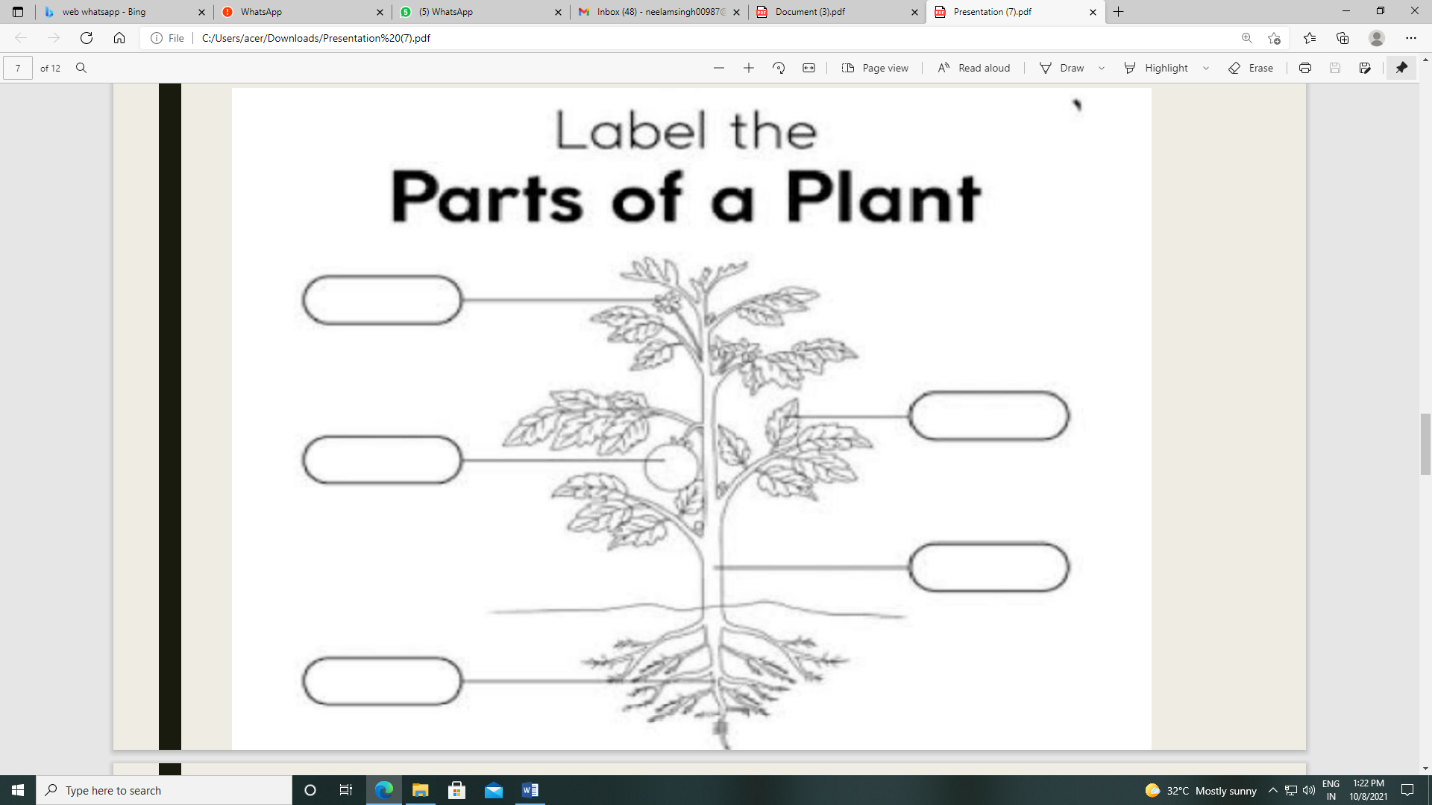 web whatsapp - Bing
WhatsApp
(5) WhatsApp
Inbox (48) - neelamsingh00987@
Document (3).pdf
Presentation (7).pdf
File
C:/Users/acer/Downloads/Presentation%20(7).pdf
7 of 12
Page view
Read aloud
Draw
Highlight
Erase
Label the
Parts of a Plant
Type here to search
32°C Mostly sunny
ENG
IN
1:22 PM
10/8/2021